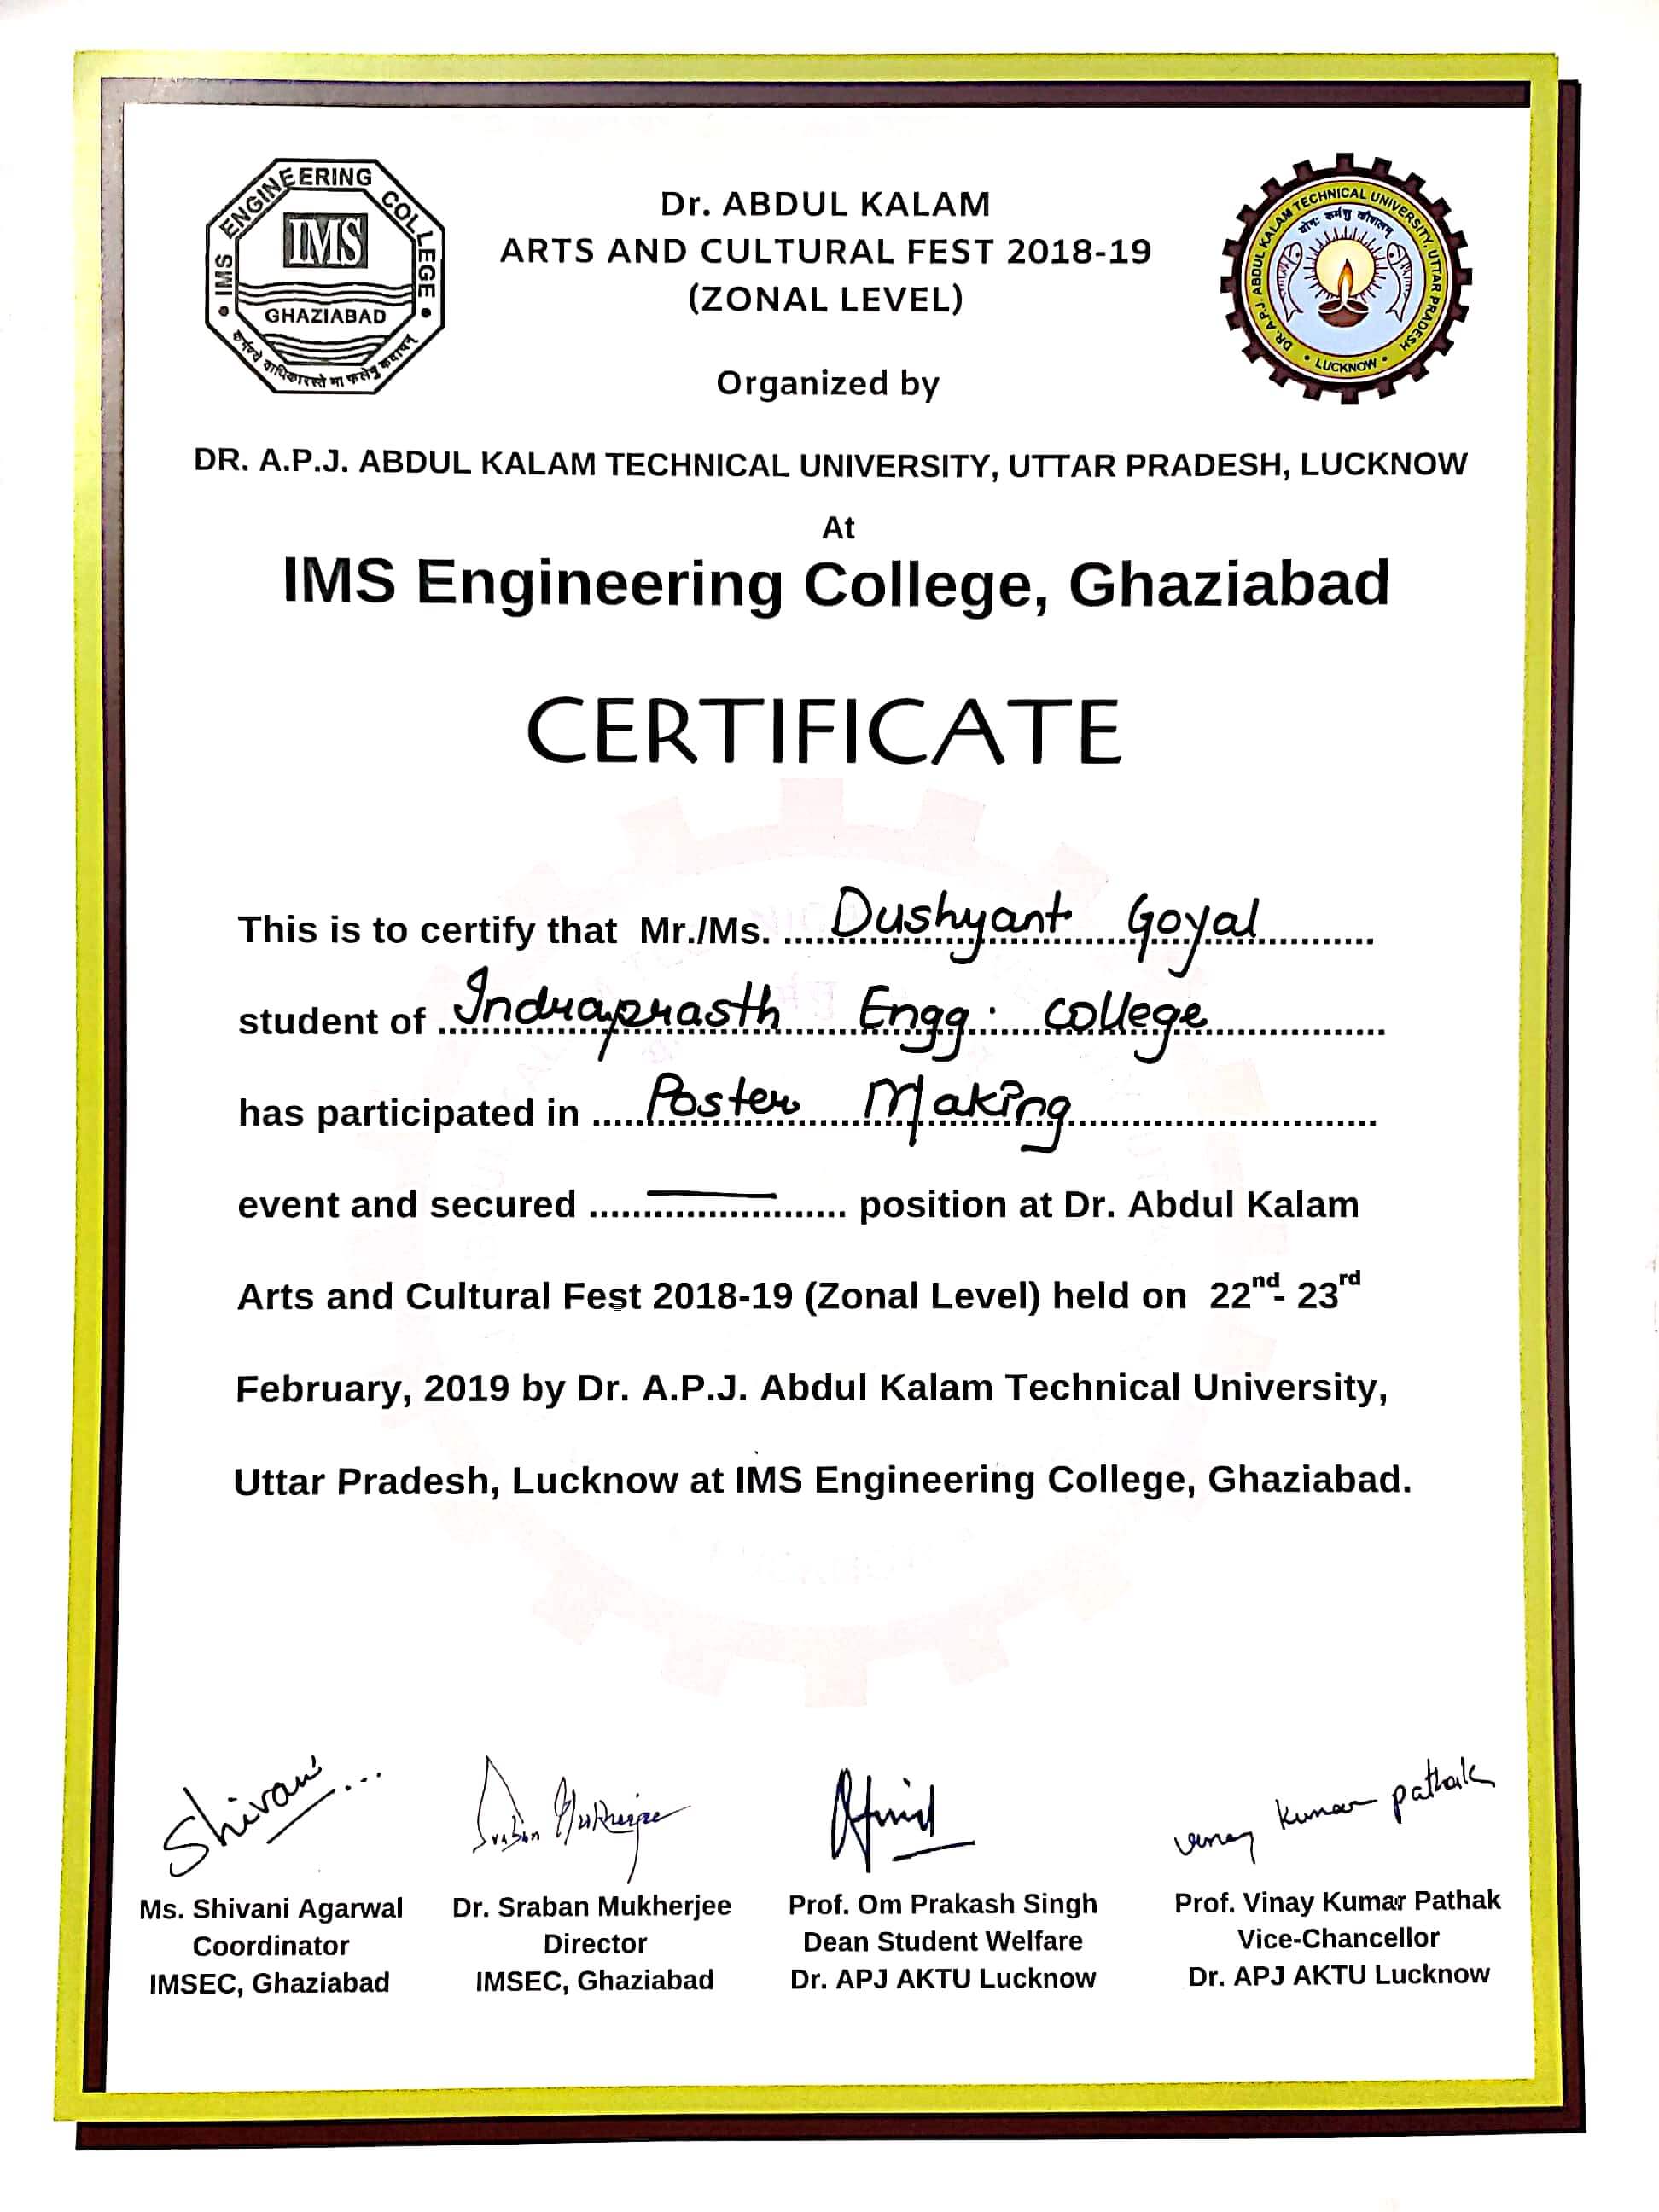 IMS ENGINEERING COLLEGE
IMS
GHAZIABAD
कर्मण्ये वाधिकारस्ते मा फलेषु कदाचन्
Dr. ABDUL KALAM
ARTS AND CULTURAL FEST 2018-19
(ZONAL LEVEL)
DR. A.P.J. ABDUL KALAM TECHNICAL UNIVERSITY, UTTAR PRADESH
योगः कर्मसु कौशलम्
LUCKNOW
Organized by
DR. A.P.J. ABDUL KALAM TECHNICAL UNIVERSITY, UTTAR PRADESH, LUCKNOW
At
IMS Engineering College, Ghaziabad
CERTIFICATE
This is to certify that Mr./Ms. Dushyant Goyal
student of Indraprasth Engg. college
has participated in Poster Making
event and secured — position at Dr. Abdul Kalam
Arts and Cultural Fest 2018-19 (Zonal Level) held on 22nd- 23rd
February, 2019 by Dr. A.P.J. Abdul Kalam Technical University,
Uttar Pradesh, Lucknow at IMS Engineering College, Ghaziabad.
Shivani
Sraban Mukherjee
Vinay Kumar Pathak
Ms. Shivani Agarwal
Coordinator
IMSEC, Ghaziabad
Dr. Sraban Mukherjee
Director
IMSEC, Ghaziabad
Prof. Om Prakash Singh
Dean Student Welfare
Dr. APJ AKTU Lucknow
Prof. Vinay Kumar Pathak
Vice-Chancellor
Dr. APJ AKTU Lucknow